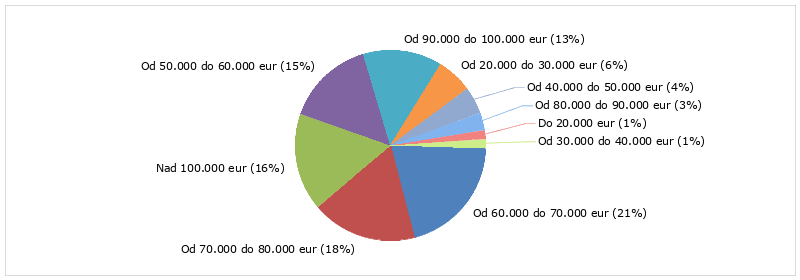 Od 90.000 do 100.000 eur (13%)
Od 50.000 do 60.000 eur (15%)
Od 20.000 do 30.000 eur (6%)
Od 40.000 do 50.000 eur (4%)
Od 80.000 do 90.000 eur (3%)
Do 20.000 eur (1%)
Od 30.000 do 40.000 eur (1%)
Nad 100.000 eur (16%)
Od 60.000 do 70.000 eur (21%)
Od 70.000 do 80.000 eur (18%)